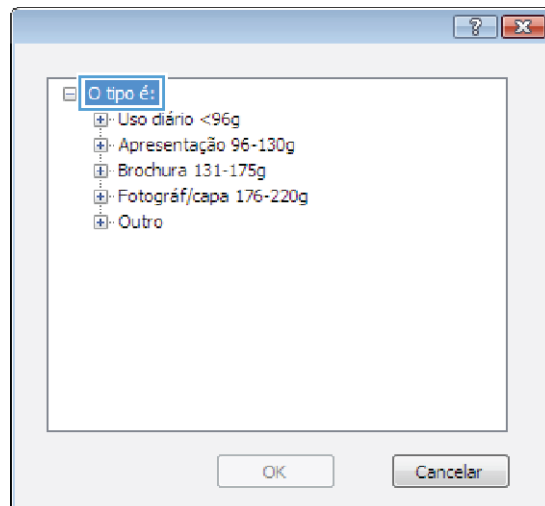 O tipo é:
Uso diário <96g
Apresentação 96-130g
Brochura 131-175g
Fotográf/capa 176-220g
Outro
OK
Cancelar